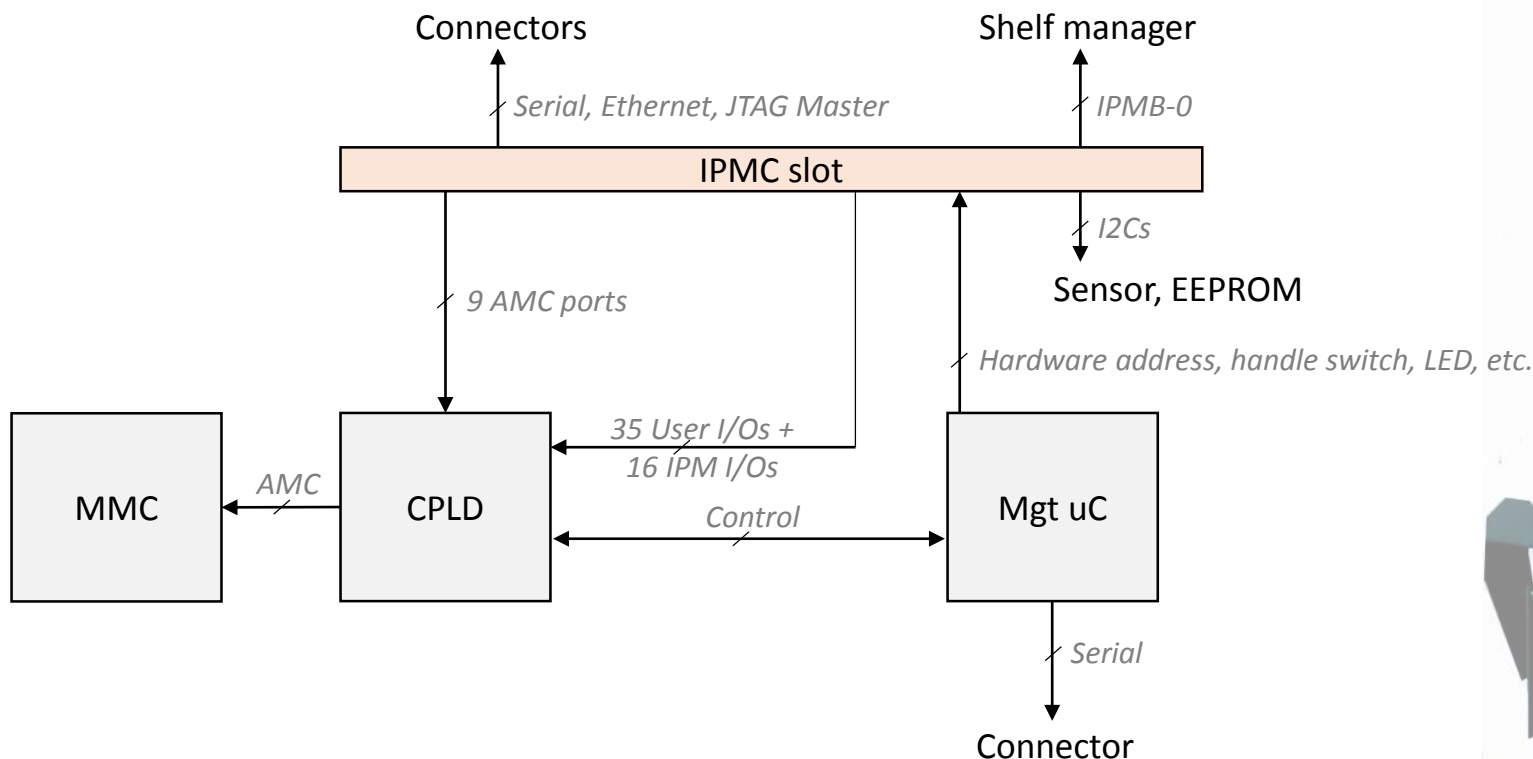 Connectors
Shelf manager
Serial, Ethernet, JTAG Master
IPMB-0
IPMC slot
I2Cs
Sensor, EEPROM
9 AMC ports
Hardware address, handle switch, LED, etc.
35 User I/Os +
16 IPM I/Os
AMC
MMC
CPLD
Mgt uC
Control
Serial
Connector